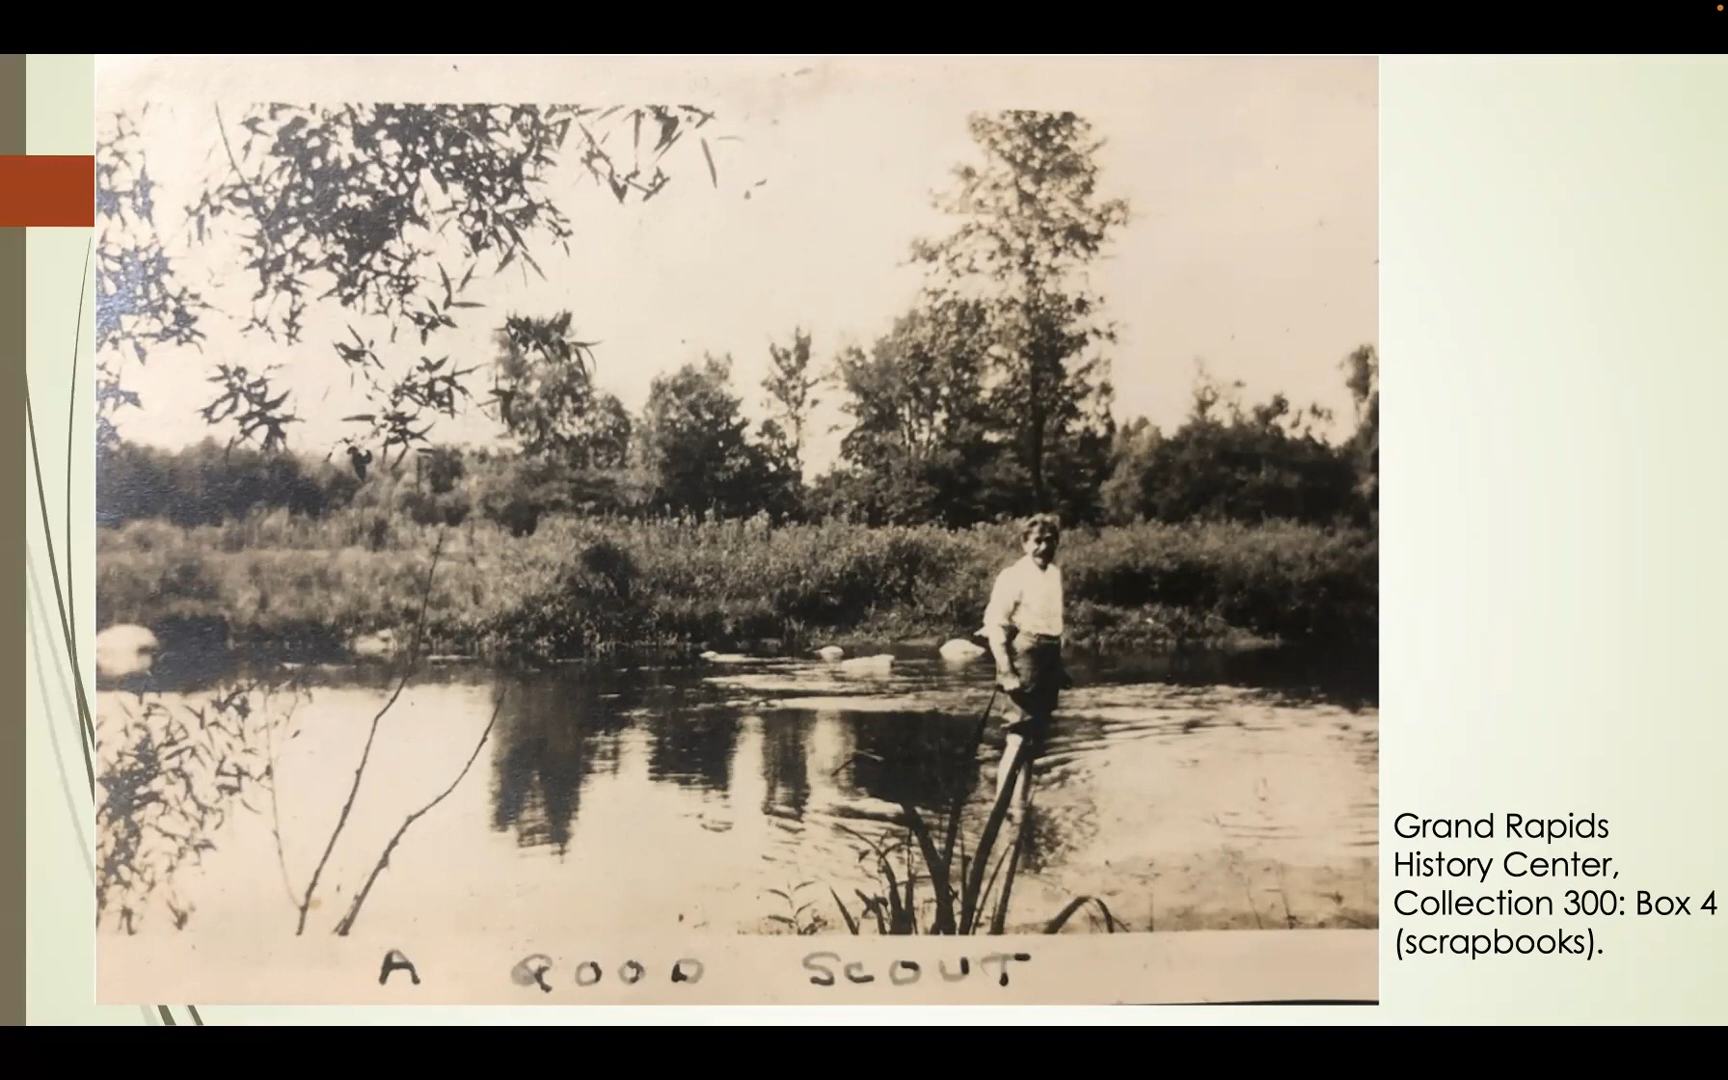 A GOOD SCOUT
Grand Rapids
History Center,
Collection 300: Box 4
(scrapbooks).